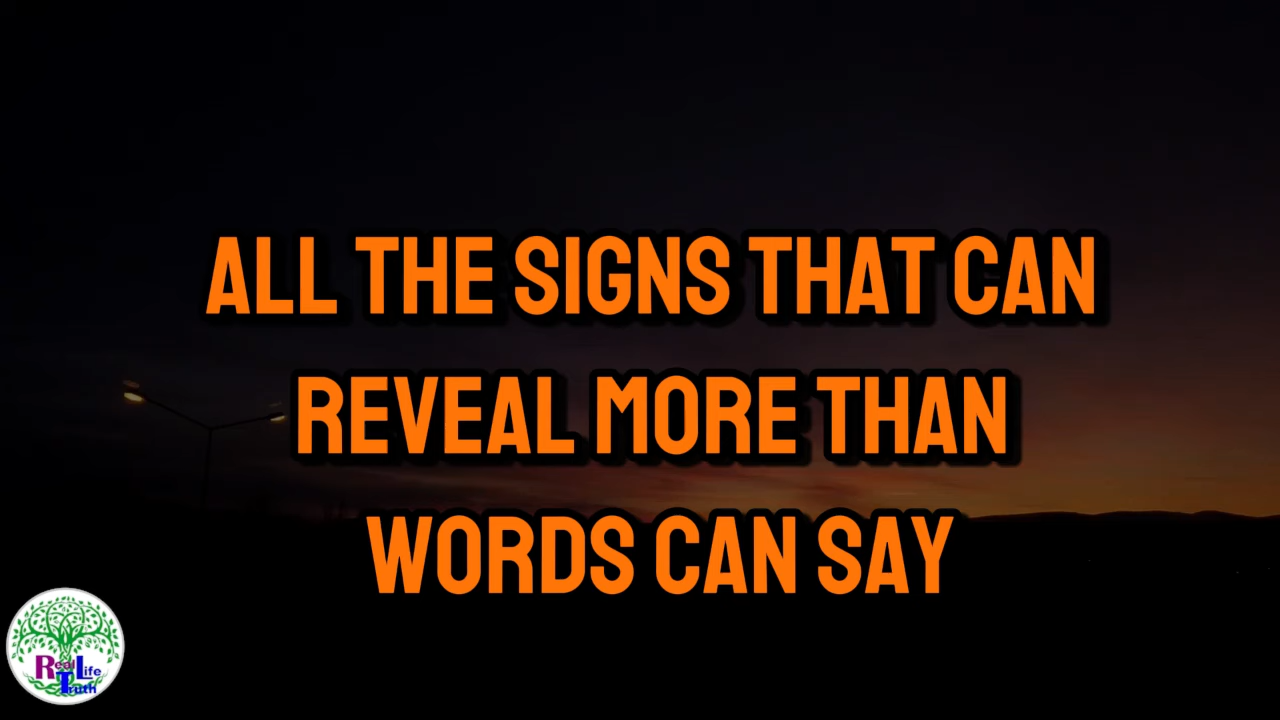 ALL THE SIGNS THAT CAN
REVEAL MORE THAN
WORDS CAN SAY
Real Life
Truth